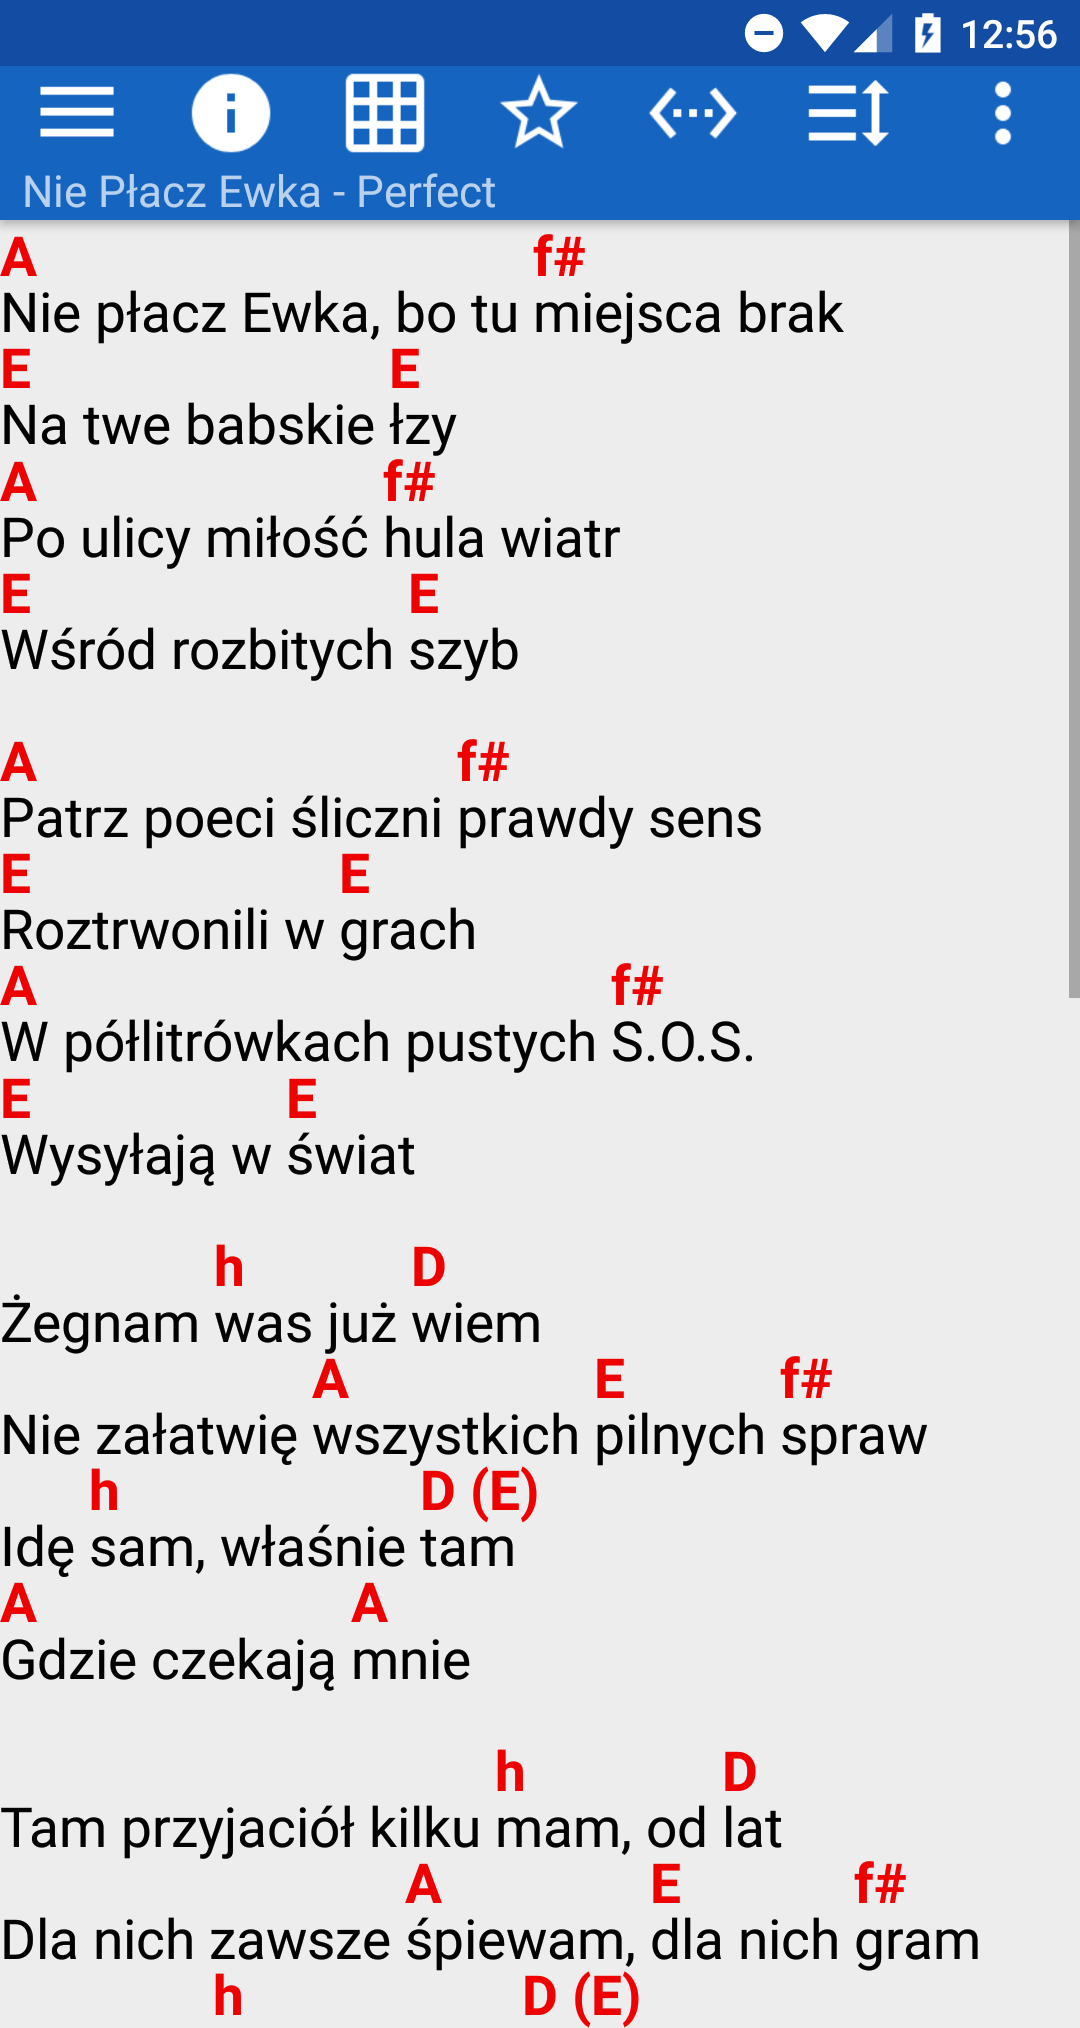 12:56
Nie Płacz Ewka - Perfect
A f#
Nie płacz Ewka, bo tu miejsca brak
E E
Na twe babskie łzy
A f#
Po ulicy miłość hula wiatr
E E
Wśród rozbitych szyb
A f#
Patrz poeci śliczni prawdy sens
E E
Roztrwonili w grach
A f#
W półlitrówkach pustych S.O.S.
E E
Wysyłają w świat
h D
Żegnam was już wiem
A E f#
Nie załatwię wszystkich pilnych spraw
h D (E)
Idę sam, właśnie tam
A A
Gdzie czekają mnie
h D
Tam przyjaciół kilku mam, od lat
A E f#
Dla nich zawsze śpiewam, dla nich gram
h D (E)